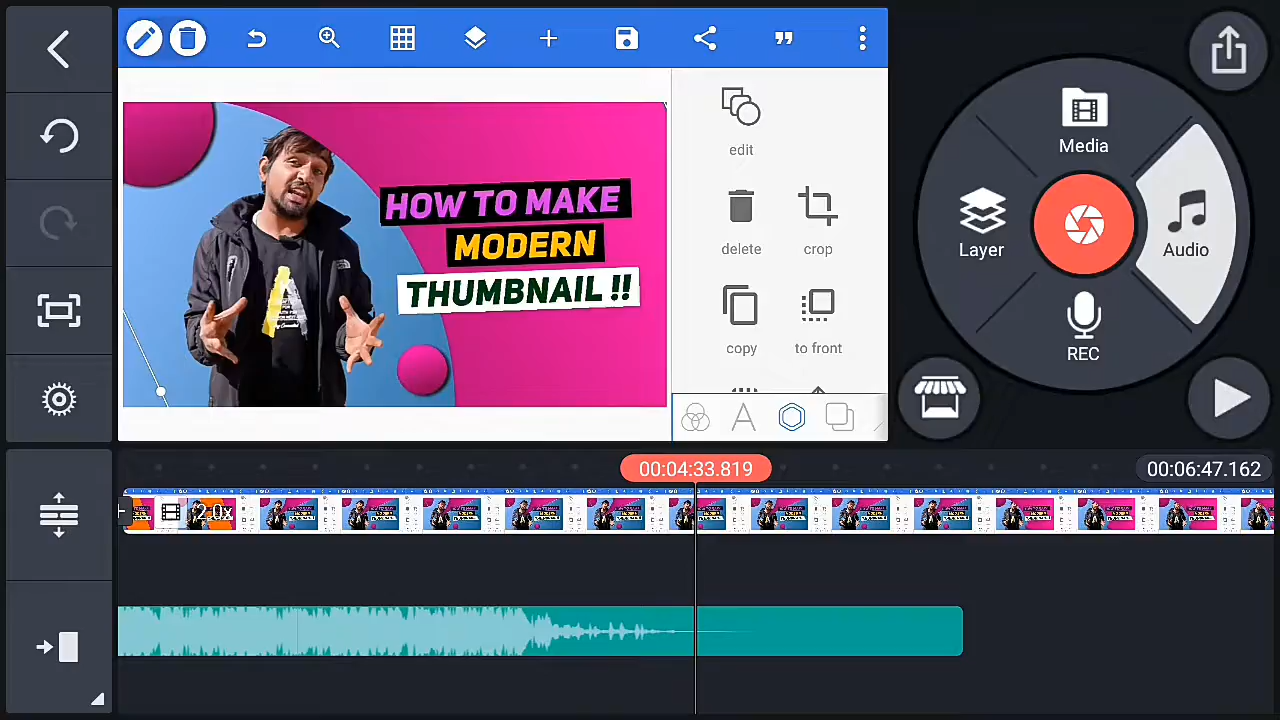 HOW TO MAKE
MODERN
THUMBNAIL !!
edit
delete
crop
copy
to front
Media
Layer
Audio
REC
00:04:33.819
00:06:47.162
2.0x